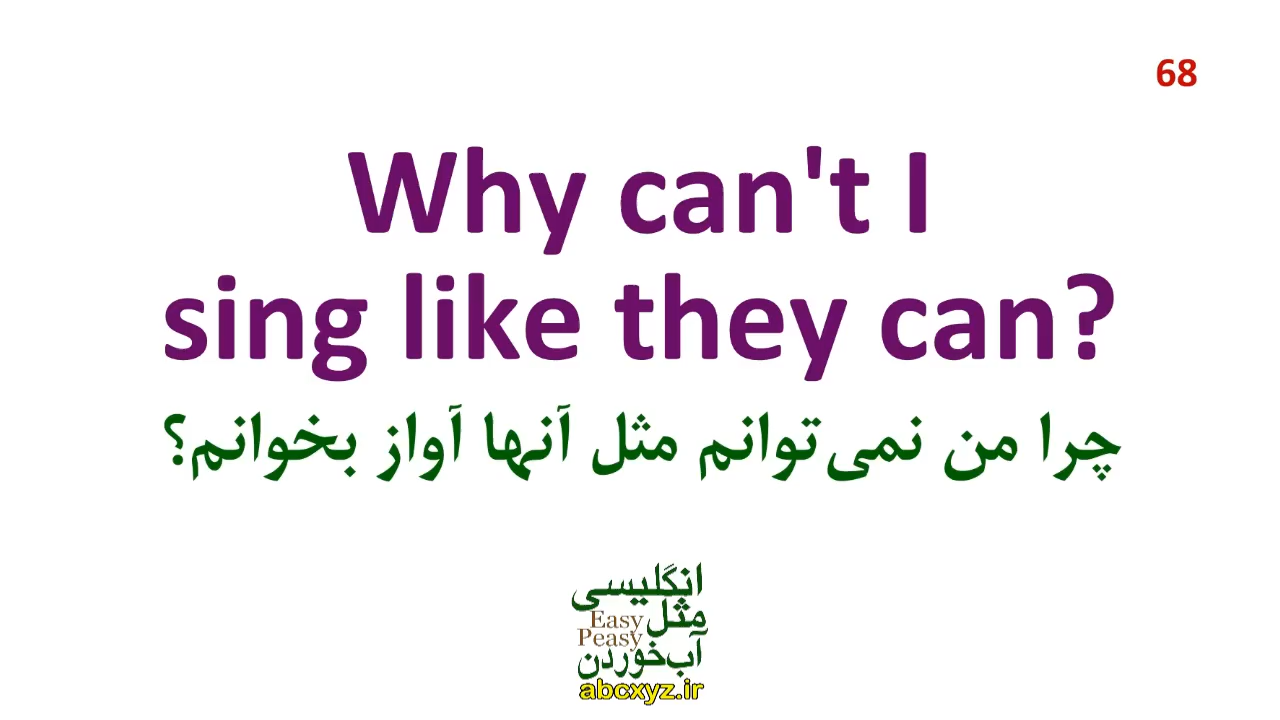 68
Why can't I
sing like they can?
چرا من نمی‌توانم مثل آنها آواز بخوانم؟
انگلیسی
مثل
Easy
Peasy
آب‌خوردن
abcxyz.ir